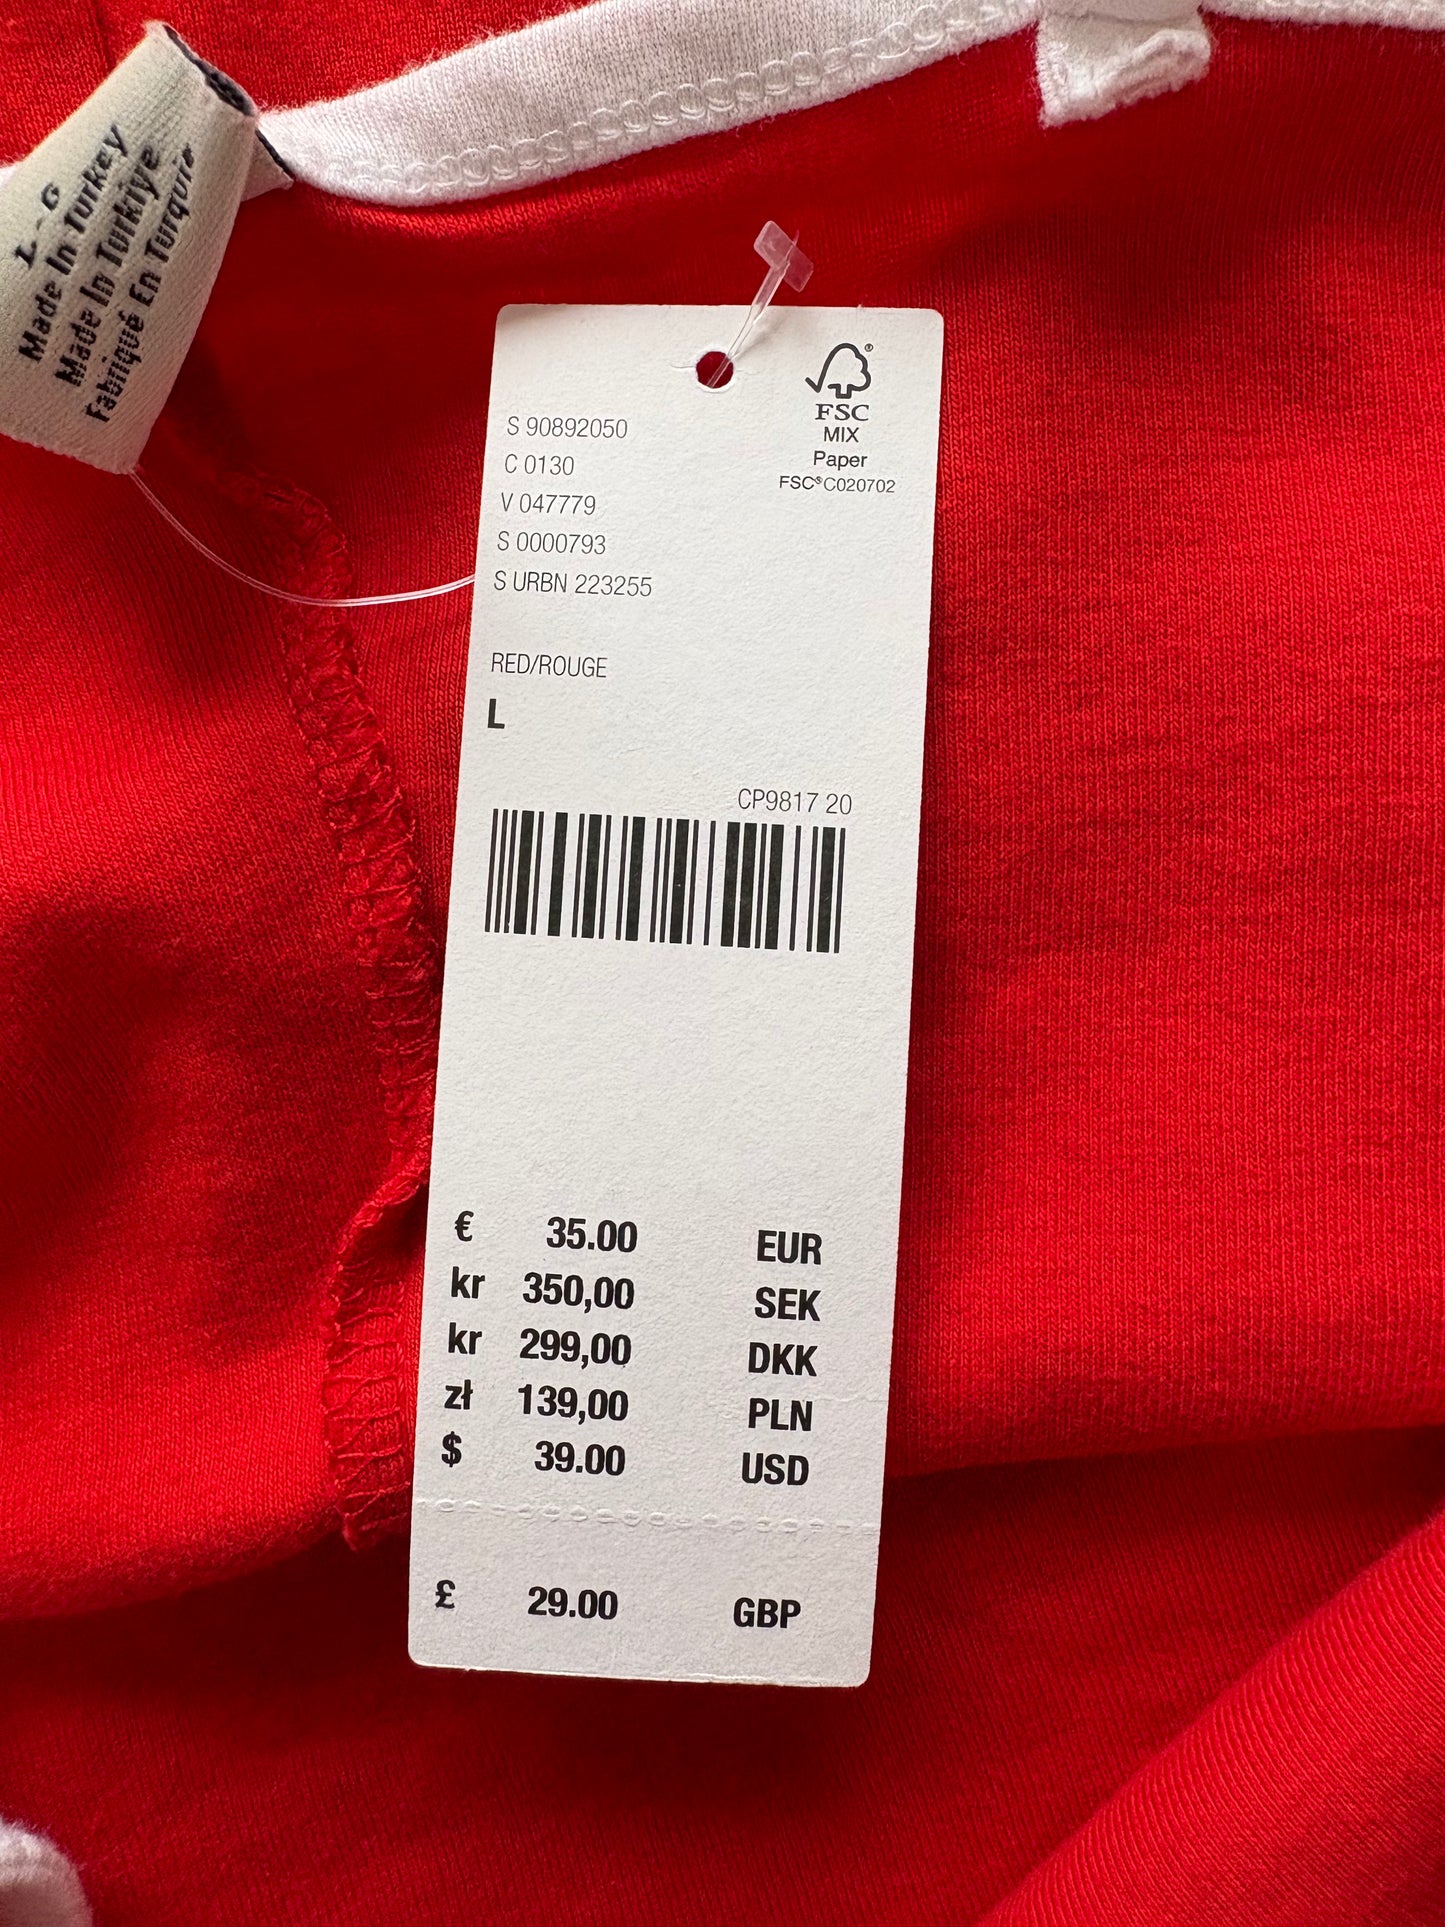 L-G
Made In Turkey
Made In Türkiye
Fabriqué En Turquie
FSC®
MIX
Paper
FSC® C020702
S 90892050
C 0130
V 047779
S 0000793
S URBN 223255
RED/ROUGE
L
CP9817 20
€ 35.00 EUR
kr 350,00 SEK
kr 299,00 DKK
zł 139,00 PLN
$ 39.00 USD
£ 29.00 GBP